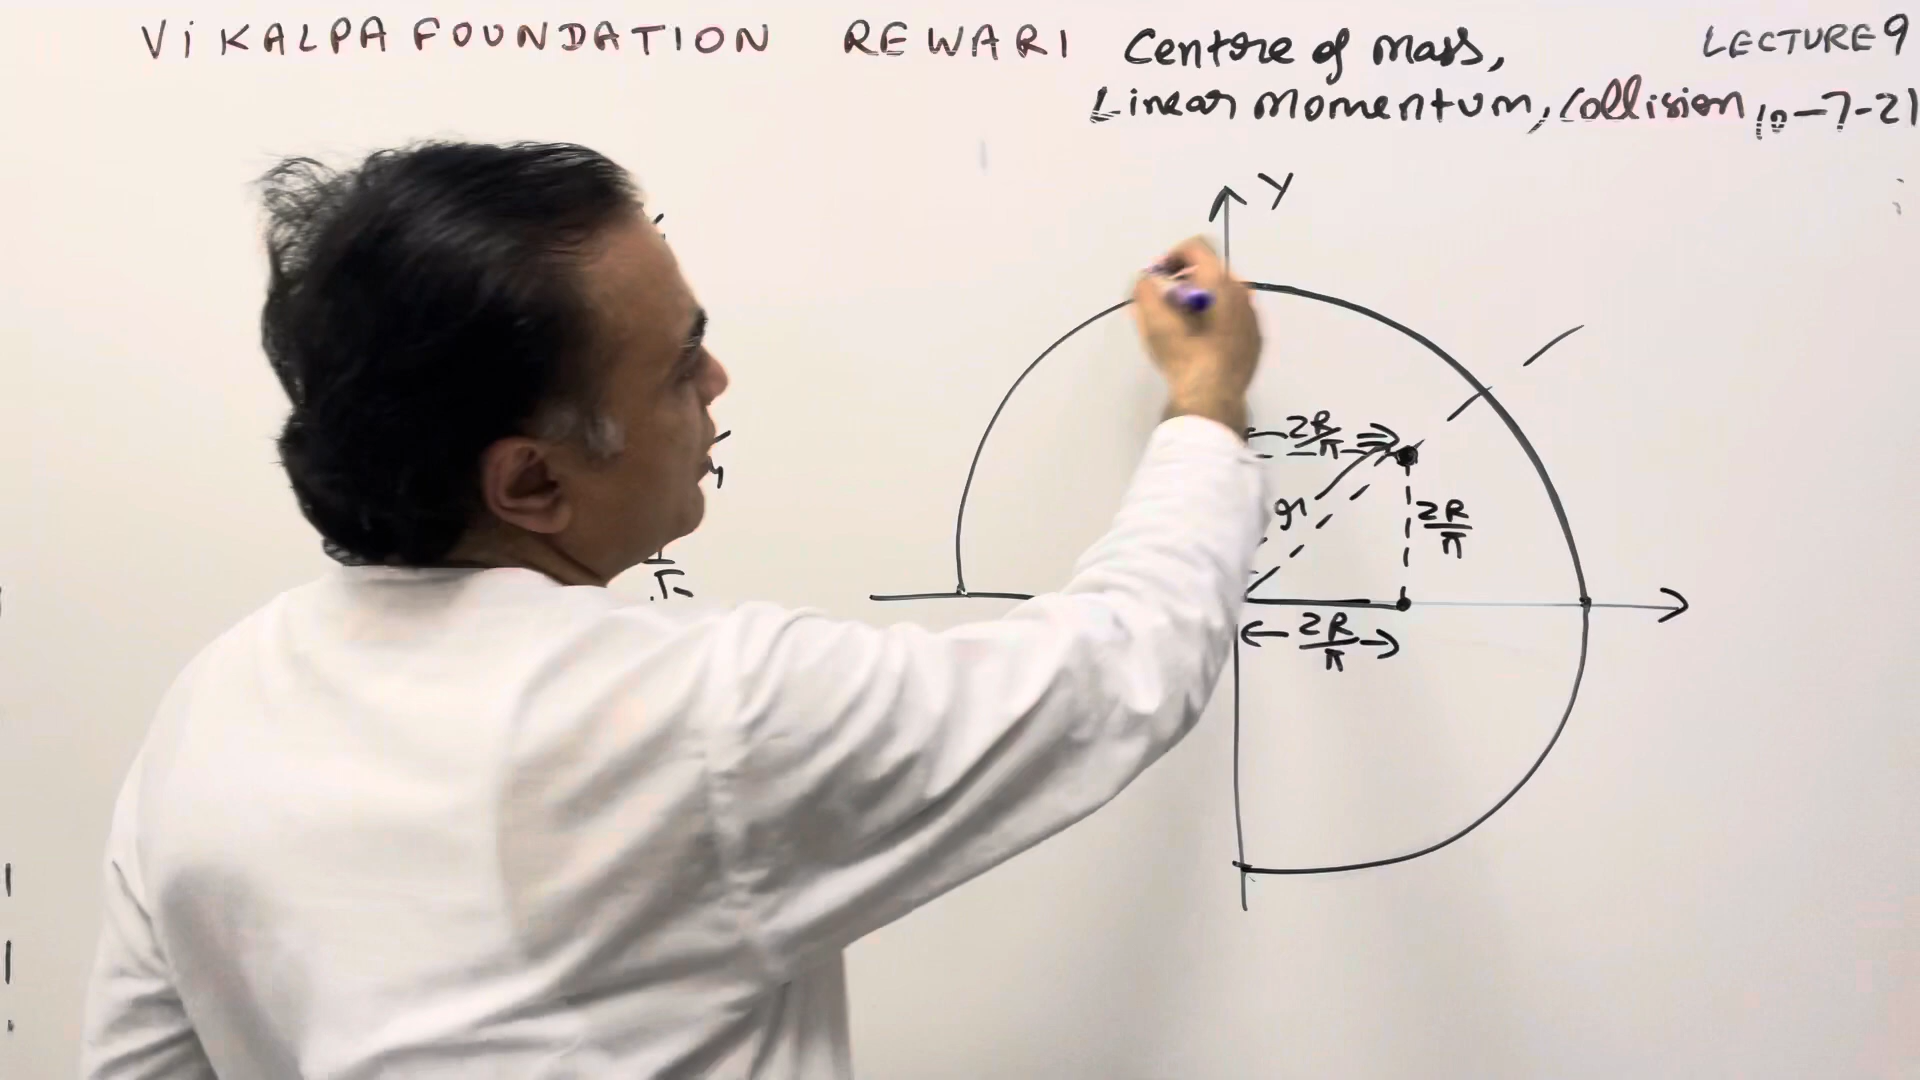 ViKALPA FOUNDATION REWARI Centre of mass, LECTURE 9
Linear momentum, Collision 10-7-21
Y
2R/π
r
2R/π
2R/π